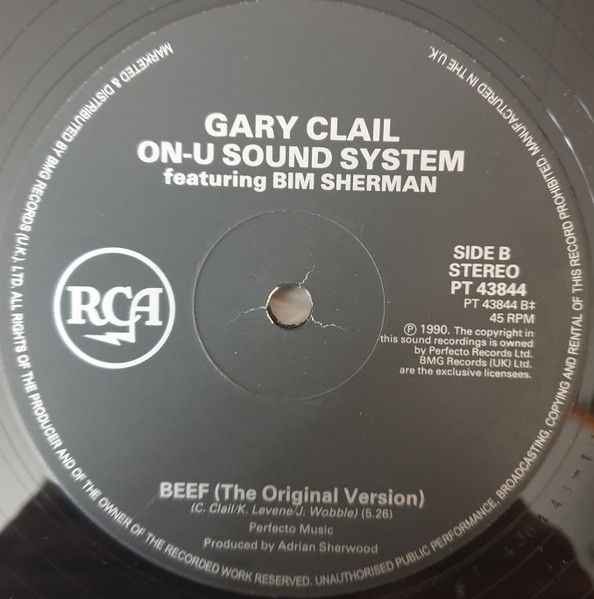 GARY CLAIL
ON-U SOUND SYSTEM
featuring BIM SHERMAN
RCA
SIDE B
STEREO
PT 43844
PT 43844 B‡
45 RPM
℗ 1990. The copyright in
this sound recordings is owned
by Perfecto Records Ltd.
BMG Records (UK) Ltd.
are the exclusive licensees.
BEEF (The Original Version)
(C. Clail/K. Levene/J. Wobble) (5.26)
Perfecto Music
Produced by Adrian Sherwood
MARKETED & DISTRIBUTED BY BMG RECORDS (U.K.) LTD. ALL RIGHTS OF THE PRODUCER AND OF THE OWNER OF THE RECORDED WORK RESERVED. UNAUTHORISED PUBLIC PERFORMANCE, BROADCASTING, COPYING AND RENTAL OF THIS RECORD PROHIBITED. MANUFACTURED IN THE U.K.